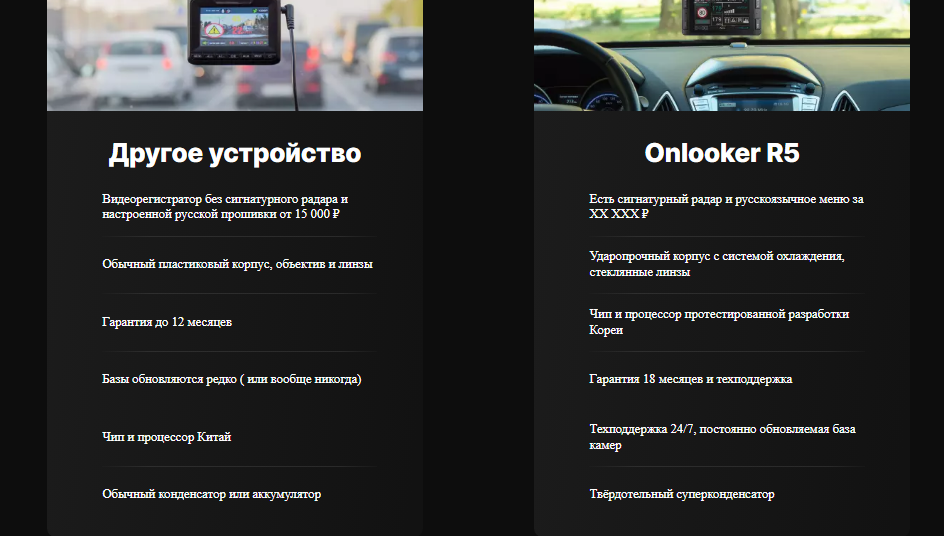 Другое устройство
Видеорегистратор без сигнатурного радара и
настроенной русской прошивки от 15 000 ₽
Обычный пластиковый корпус, объектив и линзы
Гарантия до 12 месяцев
Базы обновляются редко ( или вообще никогда)
Чип и процессор Китай
Обычный конденсатор или аккумулятор
Onlooker R5
Есть сигнатурный радар и русскоязычное меню за
XX XXX ₽
Ударопрочный корпус с системой охлаждения,
стеклянные линзы
Чип и процессор протестированной разработки
Кореи
Гарантия 18 месяцев и техподдержка
Техподдержка 24/7, постоянно обновляемая база
камер
Твёрдотельный суперконденсатор